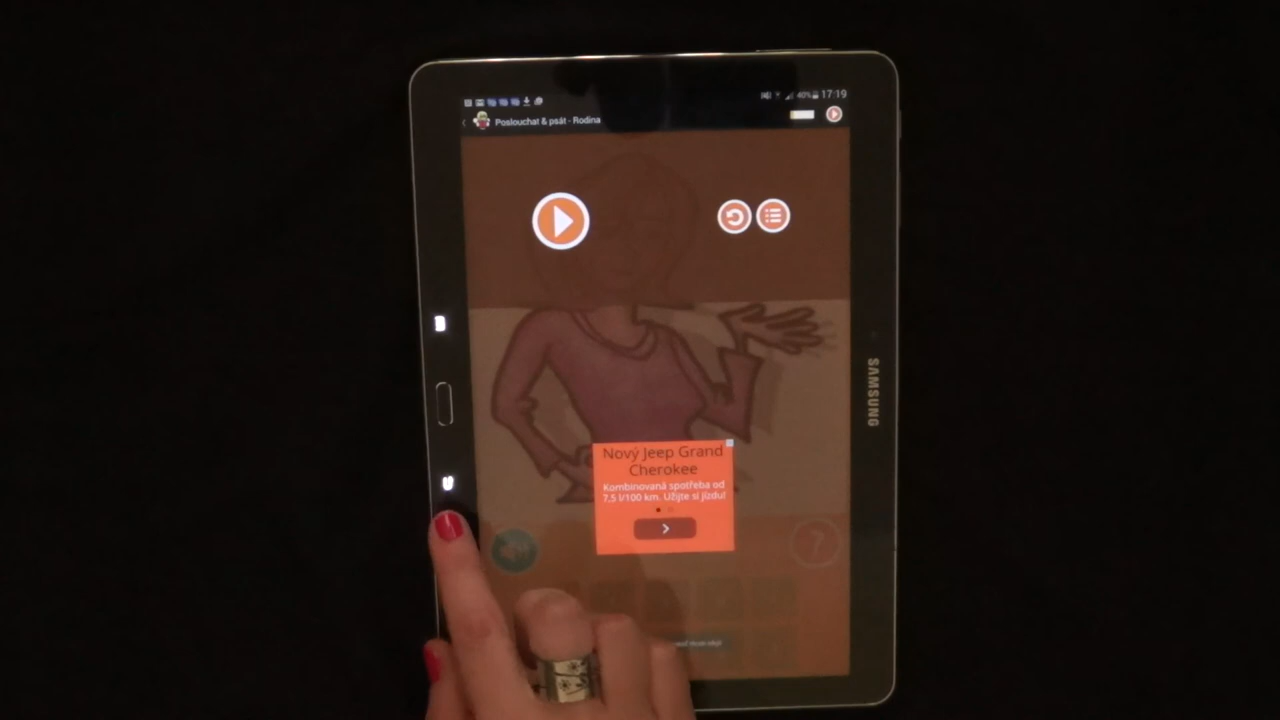 40% 17:19
Poslouchat & psát - Rodina
SAMSUNG
Nový Jeep Grand
Cherokee
Kombinovaná spotřeba od
7,5 l/100 km. Užijte si jízdu!
?